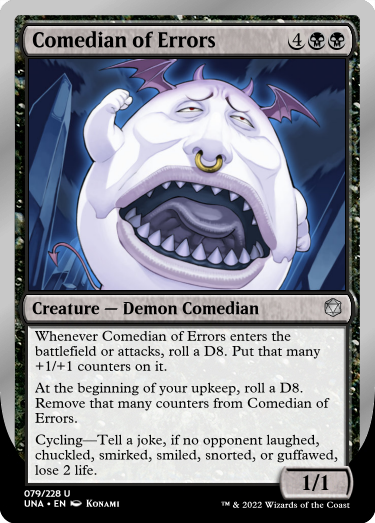 Comedian of Errors 4
Creature — Demon Comedian
Whenever Comedian of Errors enters the
battlefield or attacks, roll a D8. Put that many
+1/+1 counters on it.
At the beginning of your upkeep, roll a D8.
Remove that many counters from Comedian of
Errors.
Cycling—Tell a joke, if no opponent laughed,
chuckled, smirked, smiled, snorted, or guffawed,
lose 2 life.
1/1
079/228 U
UNA • EN Konami
™ & © 2022 Wizards of the Coast